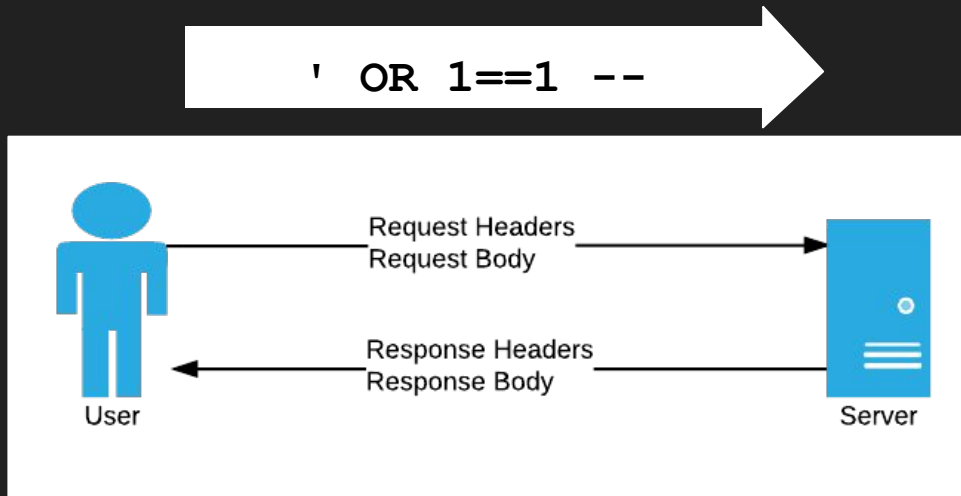 ' OR 1==1 --
Request Headers
Request Body
Response Headers
Response Body
User
Server